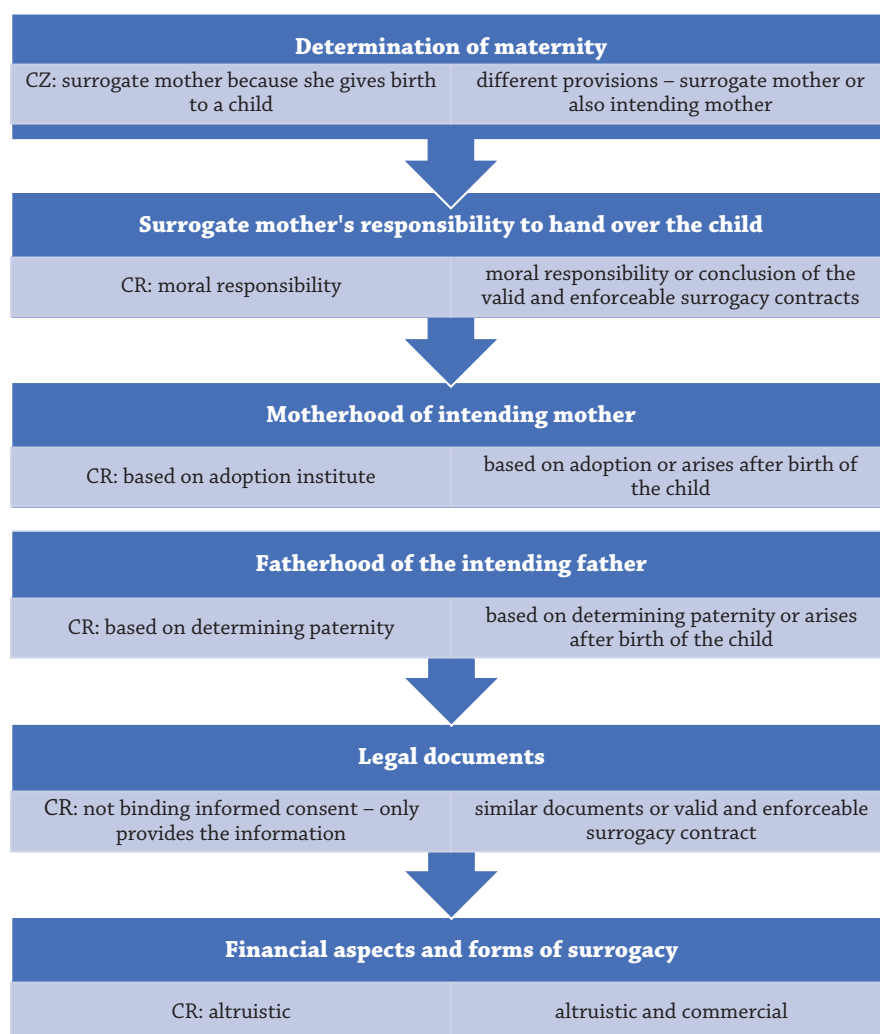 Determination of maternity
CZ: surrogate mother because she gives birth
to a child
different provisions – surrogate mother or
also intending mother
Surrogate mother's responsibility to hand over the child
CR: moral responsibility
moral responsibility or conclusion of the
valid and enforceable surrogacy contracts
Motherhood of intending mother
CR: based on adoption institute
based on adoption or arises after birth of
the child
Fatherhood of the intending father
CR: based on determining paternity
based on determining paternity or arises
after birth of the child
Legal documents
CR: not binding informed consent – only
provides the information
similar documents or valid and enforceable
surrogacy contract
Financial aspects and forms of surrogacy
CR: altruistic
altruistic and commercial